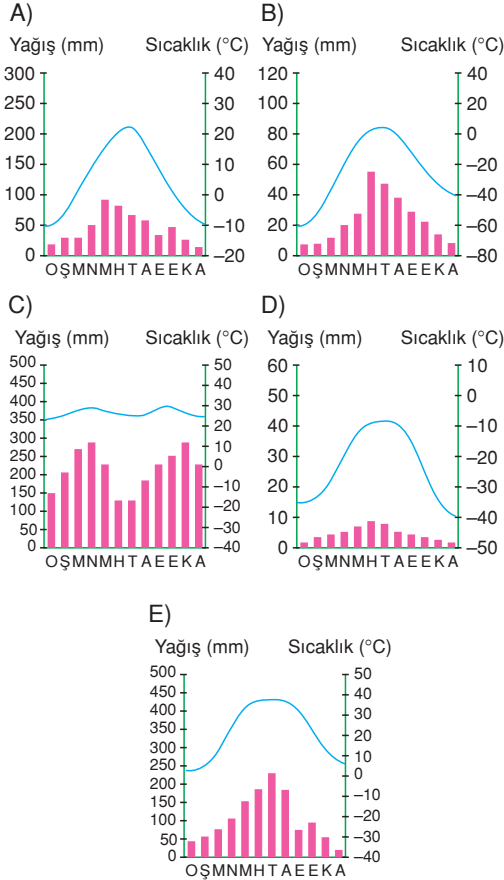 A)
Yağış (mm) Sıcaklık (°C)
300 40
250 30
200 20
150 10
100 0
50 –10
0 –20
O Ş M N M H T A E E K A
B)
Yağış (mm) Sıcaklık (°C)
120 40
100 20
80 0
60 –20
40 –40
20 –60
0 –80
O Ş M N M H T A E E K A
C)
Yağış (mm) Sıcaklık (°C)
500 50
450 40
400 30
350 20
300 10
250 0
200 –10
150 –20
100 –30
50 –40
0
O Ş M N M H T A E E K A
D)
Yağış (mm) Sıcaklık (°C)
60 10
50 0
40 –10
30 –20
20 –30
10 –40
0 –50
O Ş M N M H T A E E K A
E)
Yağış (mm) Sıcaklık (°C)
500 50
450 40
400 30
350 20
300 10
250 0
200 –10
150 –20
100 –30
50 –40
0
O Ş M N M H T A E E K A